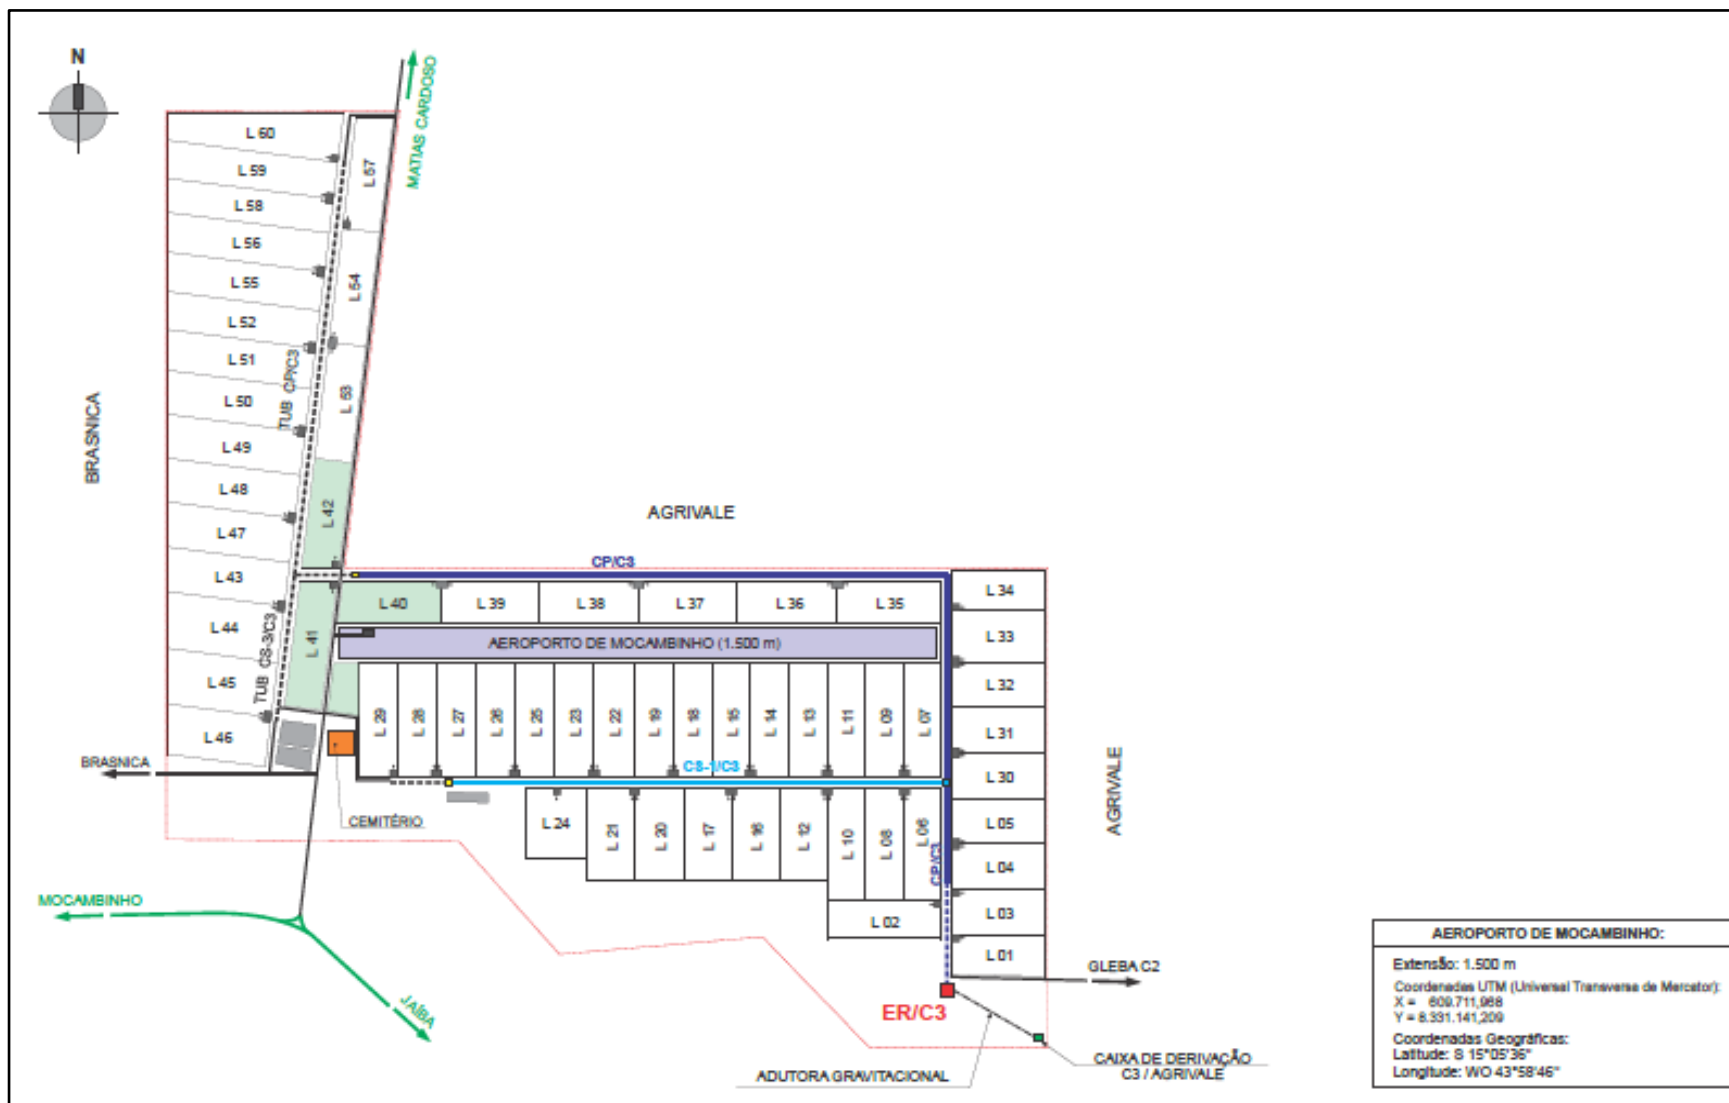 N
MATIAS CARDOSO
L 60
L 59
L 58
L 56
L 55
L 52
L 51
L 50
L 49
L 48
L 47
L 43
L 44
L 45
L 46
L 57
L 54
L 53
L 42
L 41
TUB CP/C3
TUB CS-3/C3
BRASNICA
AGRIVALE
CP/C3
L 40
L 39
L 38
L 37
L 36
L 35
AEROPORTO DE MOCAMBINHO (1.500 m)
L 29
L 28
L 27
L 26
L 25
L 23
L 22
L 19
L 18
L 15
L 14
L 13
L 11
L 09
L 07
CS-1/C3
L 34
L 33
L 32
L 31
L 30
L 05
L 04
L 03
L 01
AGRIVALE
BRASNICA
CEMITÉRIO
L 24
L 21
L 20
L 17
L 16
L 12
L 10
L 08
L 06
CP/C3
L 02
MOCAMBINHO
JAÍBA
GLEBA C2
ER/C3
ADUTORA GRAVITACIONAL
CAIXA DE DERIVAÇÃO
C3 / AGRIVALE
AEROPORTO DE MOCAMBINHO:
Extensão: 1.500 m
Coordenadas UTM (Universal Transversa de Mercator):
X = 609.711,968
Y = 8.331.141,209
Coordenadas Geográficas:
Latitude: S 15°05'36"
Longitude: WO 43°58'46"